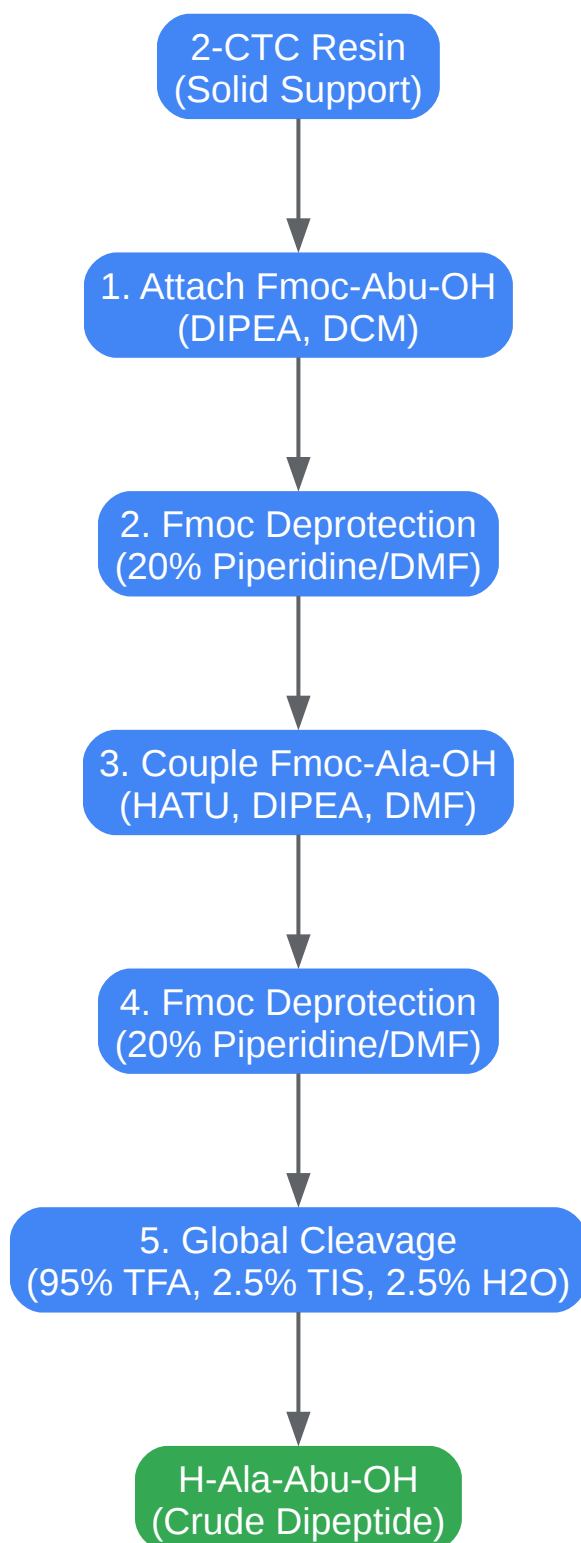 2-CTC Resin
(Solid Support)
1. Attach Fmoc-Abu-OH
(DIPEA, DCM)
2. Fmoc Deprotection
(20% Piperidine/DMF)
3. Couple Fmoc-Ala-OH
(HATU, DIPEA, DMF)
4. Fmoc Deprotection
(20% Piperidine/DMF)
5. Global Cleavage
(95% TFA, 2.5% TIS, 2.5% H2O)
H-Ala-Abu-OH
(Crude Dipeptide)